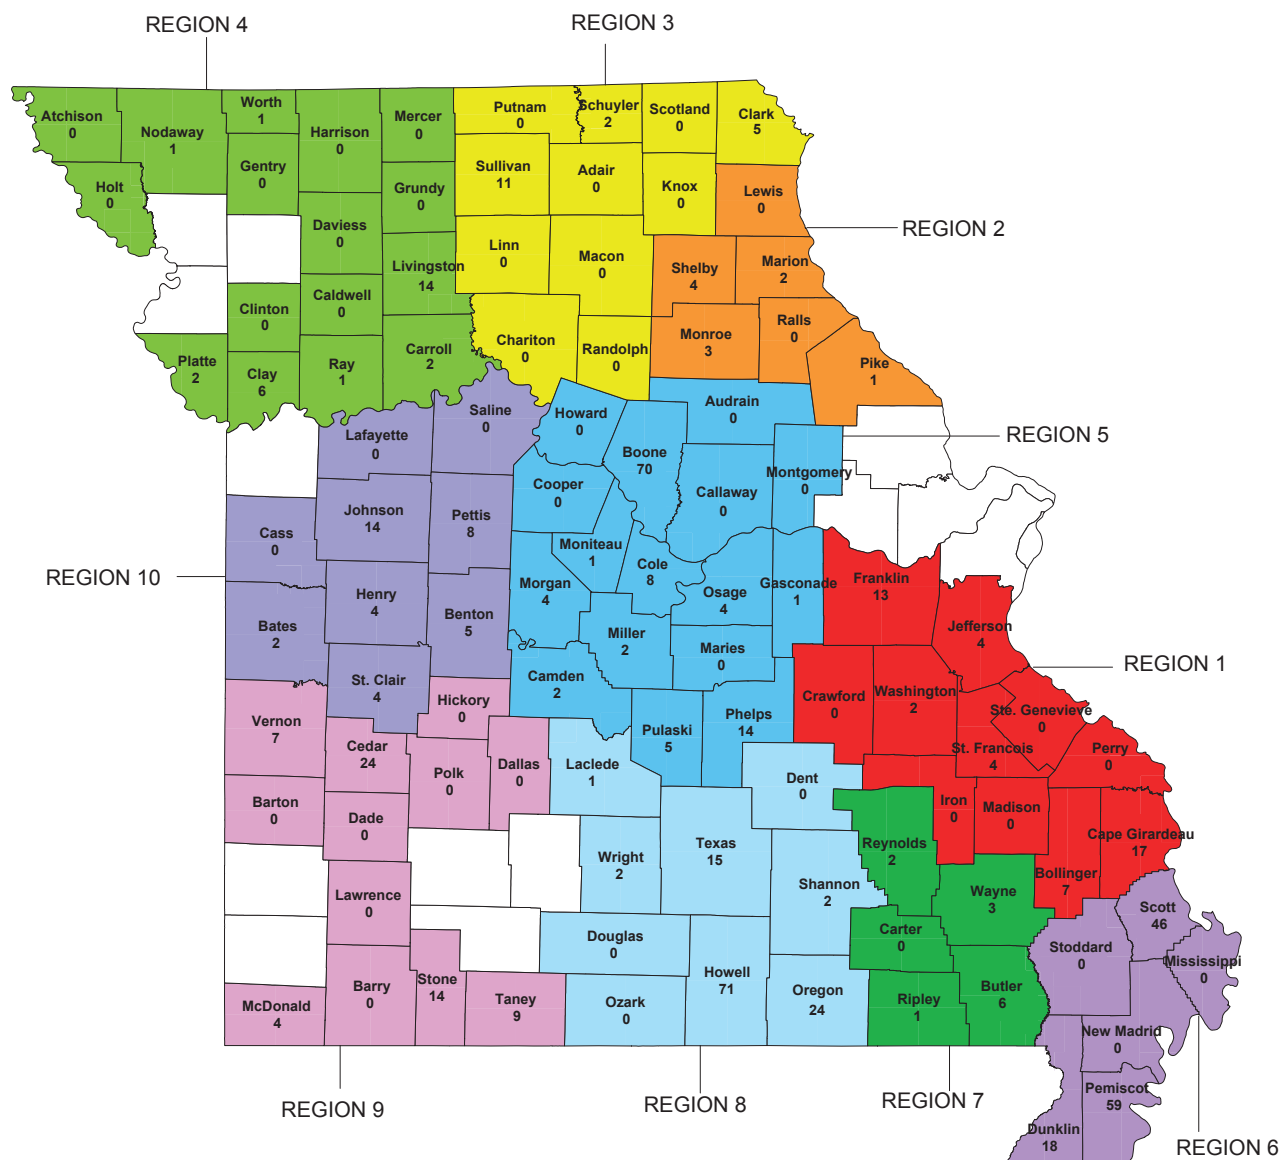 REGION 4
REGION 3
Atchison
0
Nodaway
1
Worth
1
Harrison
0
Mercer
0
Putnam
0
Schuyler
2
Scotland
0
Clark
5
Holt
0
Gentry
0
Grundy
0
Sullivan
11
Adair
0
Knox
0
Lewis
0
REGION 2
Daviess
0
Livingston
14
Linn
0
Macon
0
Shelby
4
Marion
2
Clinton
0
Caldwell
0
Chariton
0
Randolph
0
Monroe
3
Ralls
0
Pike
1
Platte
2
Clay
6
Ray
1
Carroll
2
Saline
0
Lafayette
0
Howard
0
Boone
70
Audrain
0
REGION 5
Montgomery
0
Callaway
0
Cooper
0
Johnson
14
Pettis
8
Cass
0
REGION 10
Moniteau
1
Cole
8
Morgan
4
Osage
4
Gasconade
1
Franklin
13
Henry
4
Benton
5
Bates
2
Miller
2
Maries
0
Jefferson
4
REGION 1
St. Clair
4
Camden
2
Hickory
0
Crawford
0
Washington
2
Ste. Genevieve
0
Vernon
7
Pulaski
5
Phelps
14
St. Francois
4
Perry
0
Cedar
24
Polk
0
Dallas
0
Laclede
1
Dent
0
Iron
0
Madison
0
Barton
0
Dade
0
Cape Girardeau
17
Wright
2
Texas
15
Reynolds
2
Bollinger
7
Shannon
2
Wayne
3
Lawrence
0
Scott
46
Carter
0
Stoddard
0
Mississippi
0
Douglas
0
Howell
71
Barry
0
Stone
14
Taney
9
McDonald
4
Ozark
0
Oregon
24
Ripley
1
Butler
6
New Madrid
0
Pemiscot
59
Dunklin
18
REGION 9
REGION 8
REGION 7
REGION 6